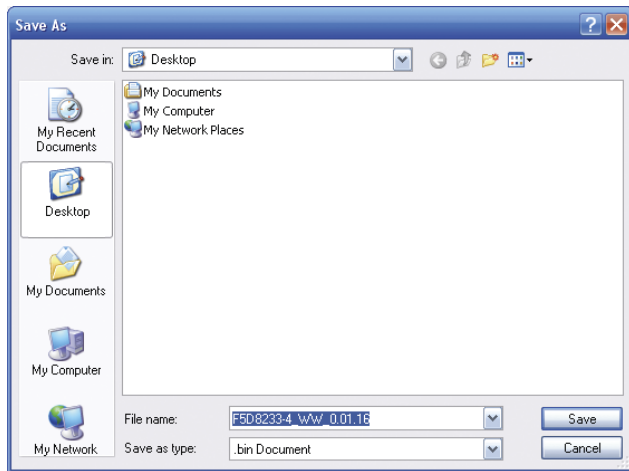 Save As
Save in:
Desktop
My Recent
Documents
Desktop
My Documents
My Computer
My Network
My Documents
My Computer
My Network Places
File name:
F5D8233-4_WW_0.01.16
Save
Save as type:
.bin Document
Cancel